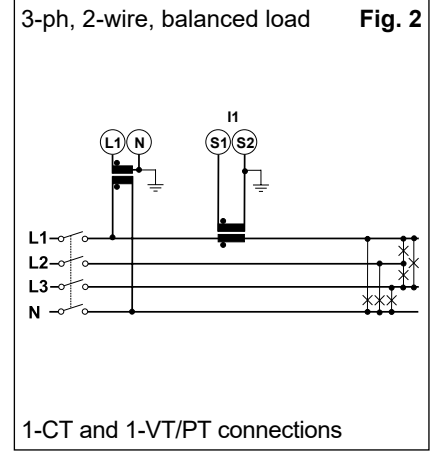 3-ph, 2-wire, balanced load Fig. 2
I1
L1 N S1 S2
L1
L2
L3
N
1-CT and 1-VT/PT connections